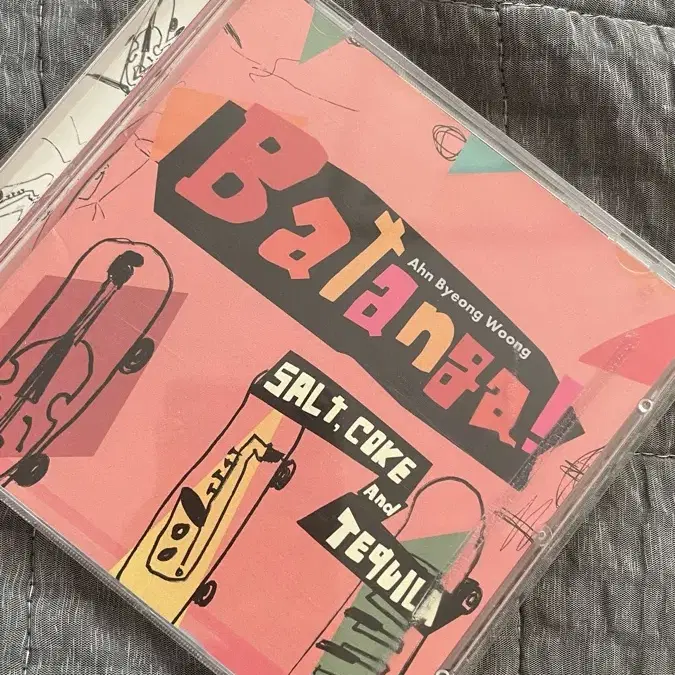 Batanga!
Ahn Byeong Woong
SALT, COKE
And
TEQUILA